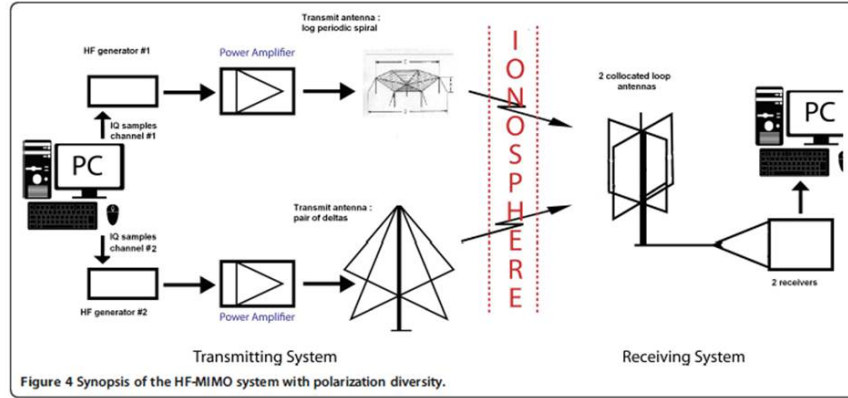 Transmit antenna :
log periodic spiral
HF generator #1
Power Amplifier
IQ samples
channel #1
PC
IONOSPHERE
2 collocated loop
antennas
PC
Transmit antenna :
pair of deltas
IQ samples
channel #2
HF generator #2
Power Amplifier
2 receivers
Transmitting System
Receiving System
Figure 4 Synopsis of the HF-MIMO system with polarization diversity.